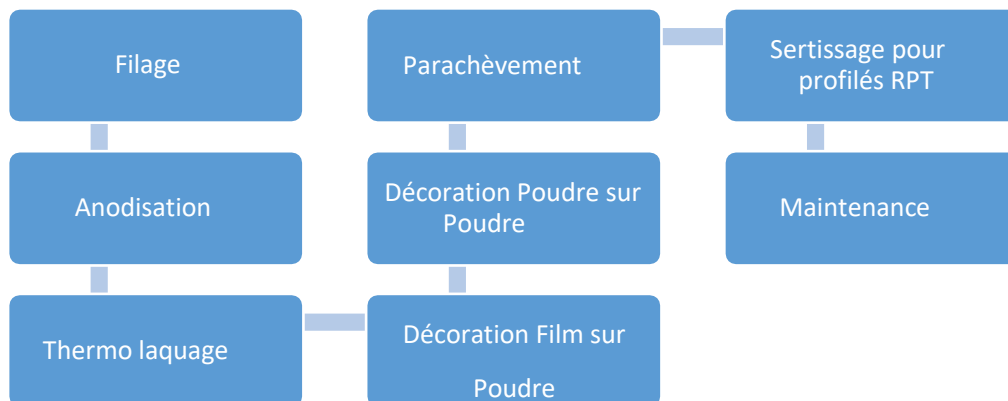 Filage
Anodisation
Thermo laquage
Décoration Film sur
Poudre
Décoration Poudre sur
Poudre
Parachèvement
Sertissage pour
profilés RPT
Maintenance